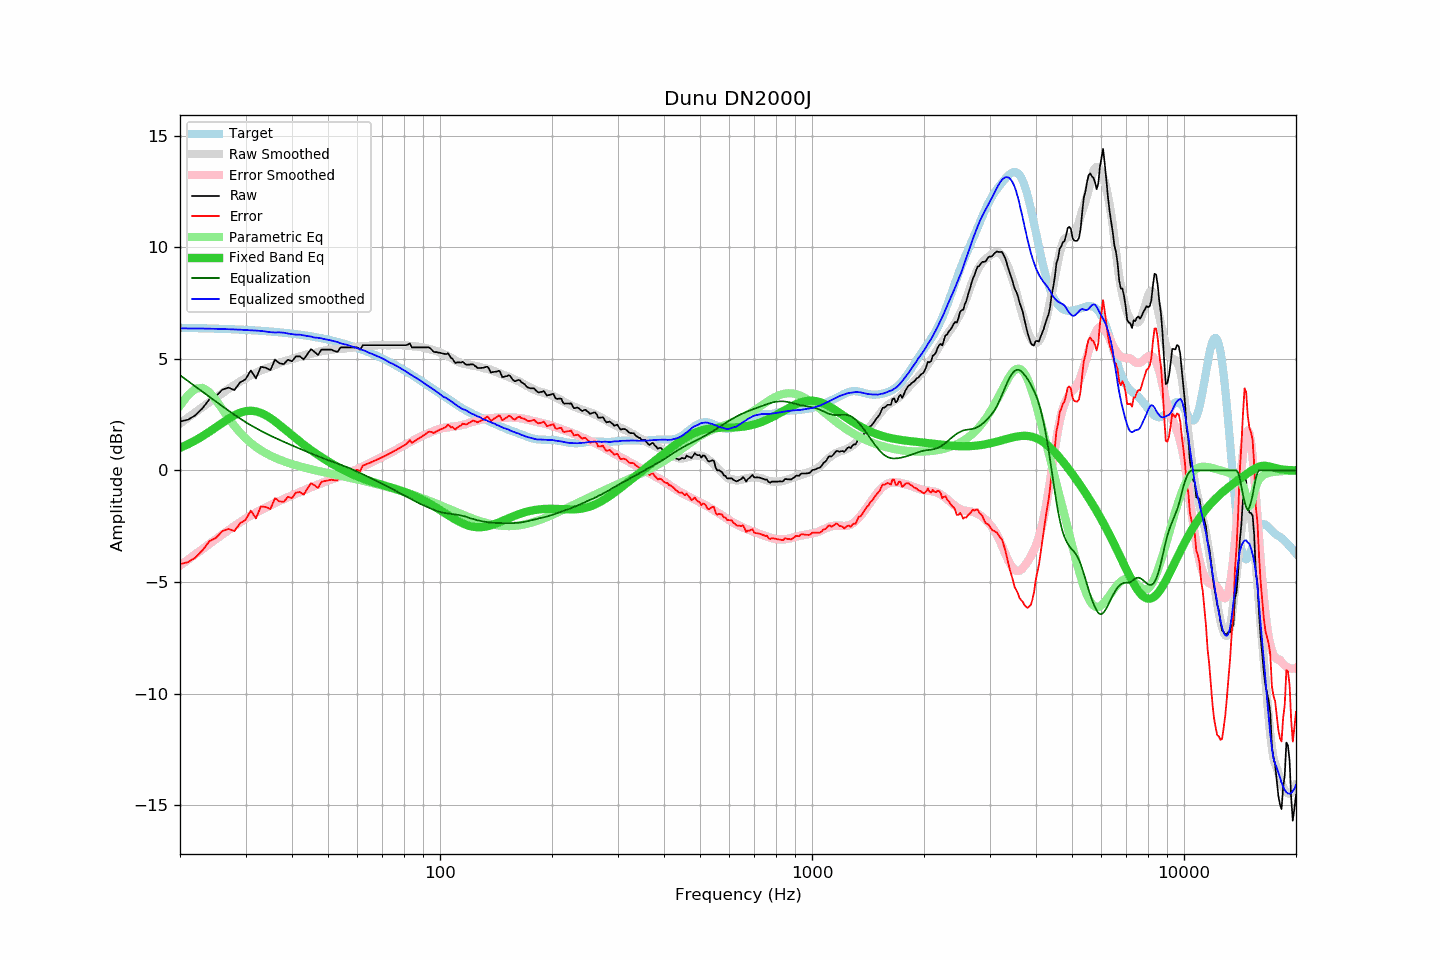 Dunu DN2000J
Target
Raw Smoothed
Error Smoothed
Raw
Error
Parametric Eq
Fixed Band Eq
Equalization
Equalized smoothed
15
10
5
0
−5
−10
−15
Amplitude (dBr)
100
1000
10000
Frequency (Hz)